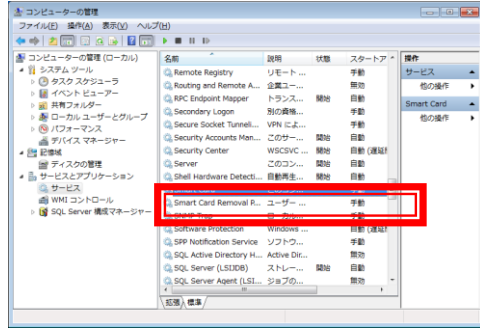 コンピューターの管理
ファイル(F) 操作(A) 表示(V) ヘルプ(H)
コンピューターの管理 (ローカル)
システム ツール
タスク スケジューラ
イベント ビューアー
共有フォルダー
ローカル ユーザーとグループ
パフォーマンス
デバイス マネージャー
記憶域
ディスクの管理
サービスとアプリケーション
サービス
WMI コントロール
SQL Server 構成マネージャー
名前 説明 状態 スタートア
Remote Registry リモート ... 手動
Routing and Remote A... 企業ユー... 無効
RPC Endpoint Mapper トランス... 開始 自動
Secondary Logon 別の資格... 手動
Secure Socket Tunneli... VPN によ... 手動
Security Accounts Man... このサー... 開始 自動
Security Center WSCSVC ... 開始 自動 (遅延
Server このコン... 開始 自動
Shell Hardware Detecti... 自動再生... 開始 自動
Smart Card Removal P... ユーザー ... 手動
SNMP Trap ローカル... 手動
Software Protection Windows ... 自動 (遅延
SPP Notification Service ソフトウ... 手動
SQL Active Directory H... Active Dir... 無効
SQL Server (LSIJDB) ストレー... 開始 自動
SQL Server Agent (LSI... ジョブの... 無効
拡張 標準
操作
サービス
他の操作
Smart Card
他の操作